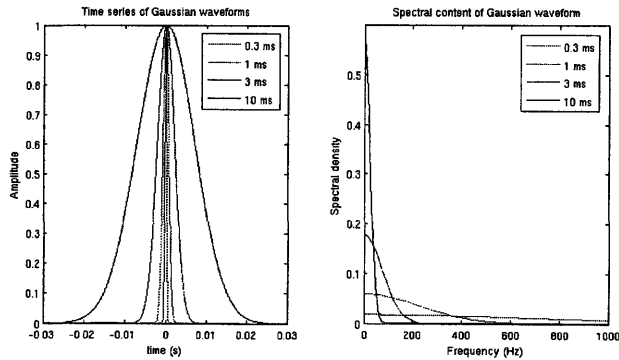 Time series of Gaussian waveforms
1
0.9
0.8
0.7
0.6
0.5
0.4
0.3
0.2
0.1
0
Amplitude
0.3 ms
1 ms
3 ms
10 ms
-0.03
-0.02
-0.01
0
0.01
0.02
0.03
time (s)
Spectral content of Gaussian waveform
0.5
0.4
0.3
0.2
0.1
0
Spectral density
0.3 ms
1 ms
3 ms
10 ms
0
200
400
600
800
1000
Frequency (Hz)